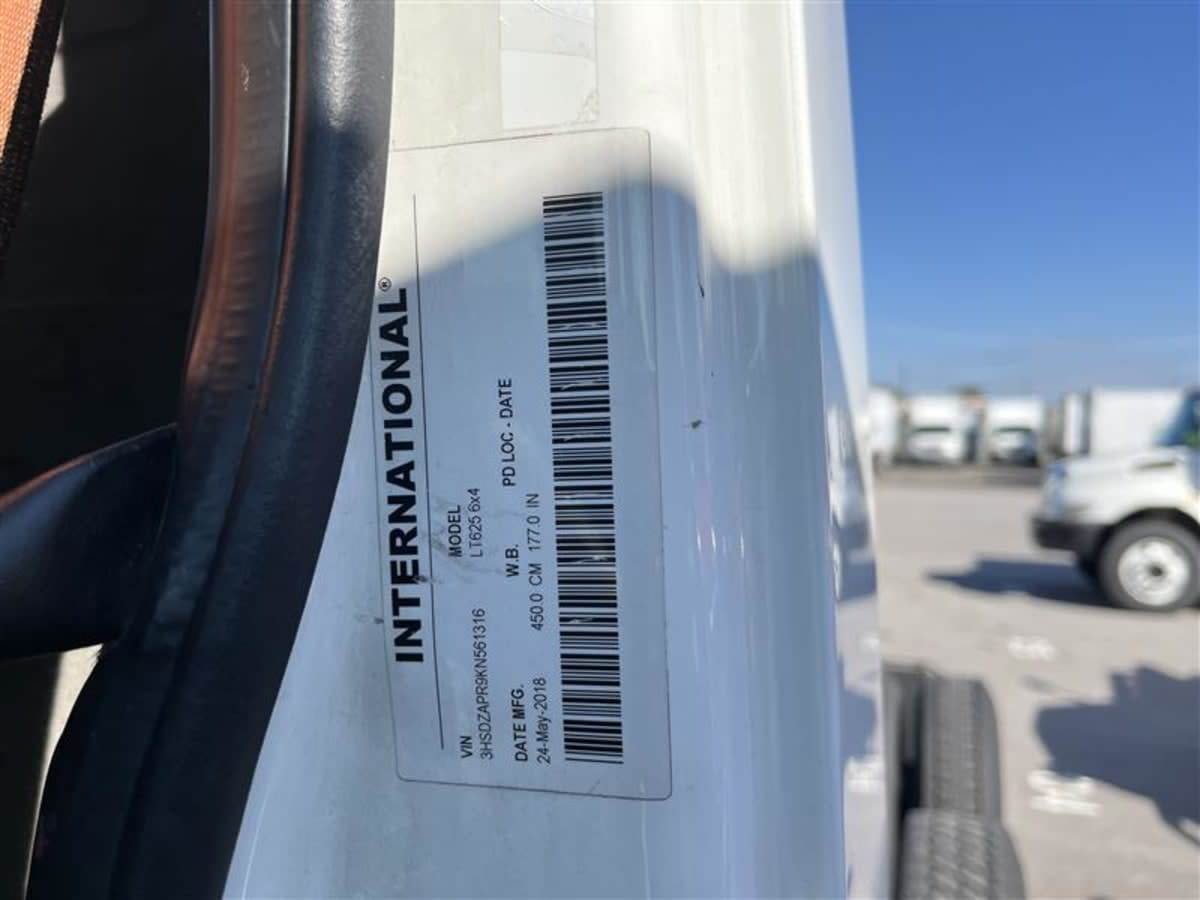 INTERNATIONAL®
MODEL
LT625 6x4
VIN
3HSDZAPR9KN561316
W.B. PD LOC - DATE
DATE MFG. 450.0 CM 177.0 IN
24-May-2018